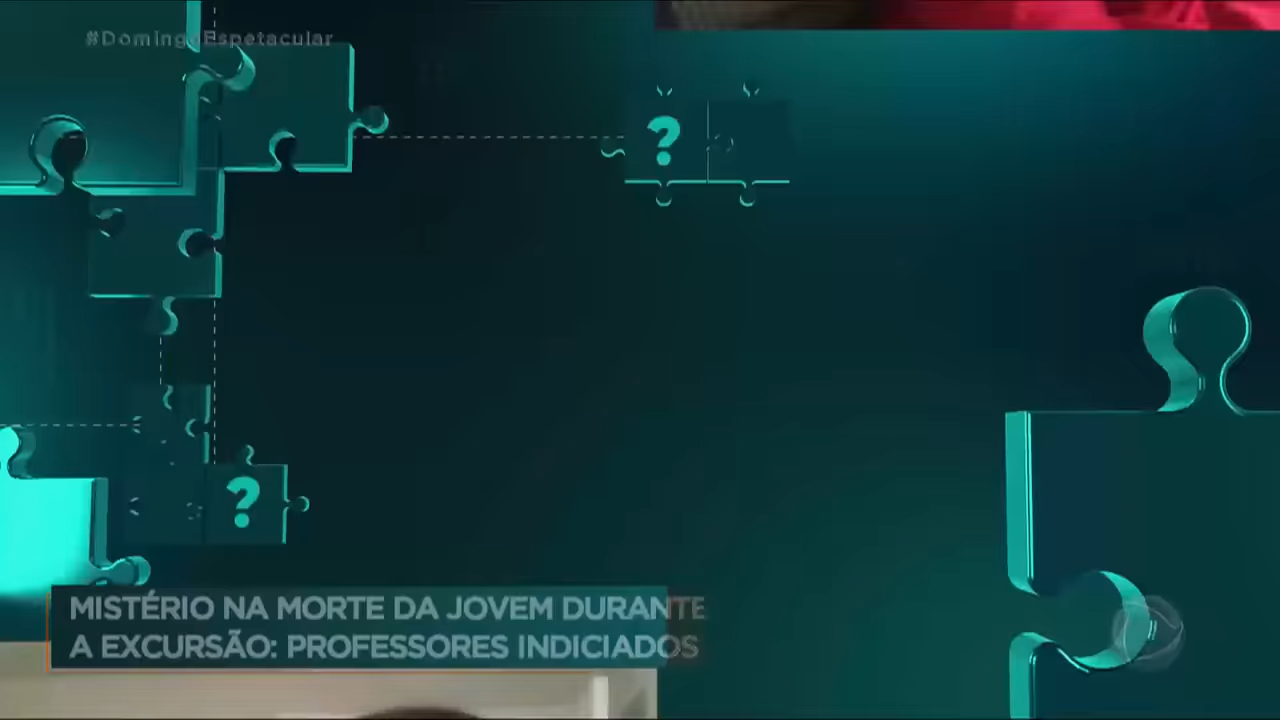 #DomingoEspetacular
?
?
MISTÉRIO NA MORTE DA JOVEM DURANTE
A EXCURSÃO: PROFESSORES INDICIADOS